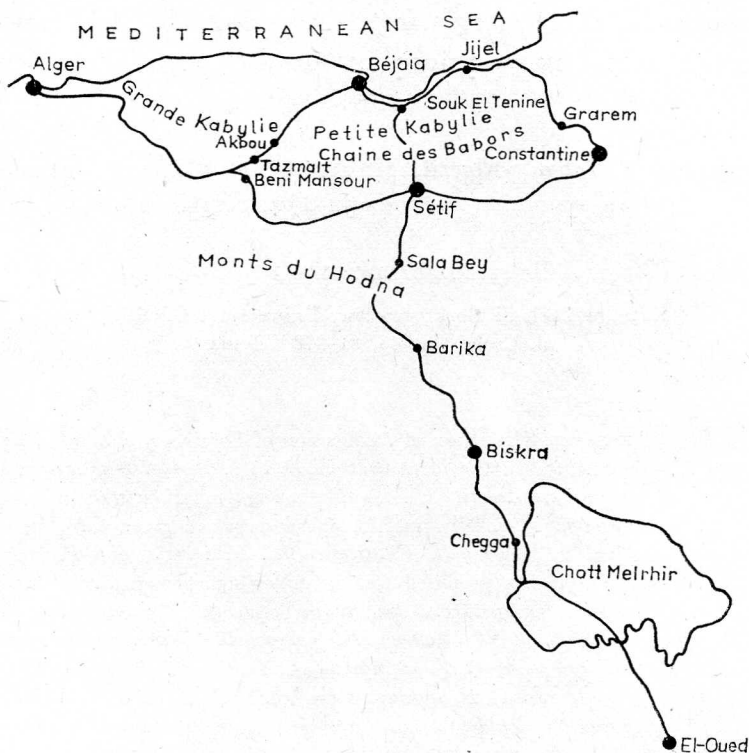 MEDITERRANEAN SEA
Alger
Béjaia
Jijel
Grande Kabylie
Souk El Tenine
Petite Kabylie
Grarem
Akbou
Chaine des Babors
Constantine
Tazmalt
Beni Mansour
Sétif
Monts du Hodna
Sala Bey
Barika
Biskra
Chegga
Chott Melrhir
El-Oued